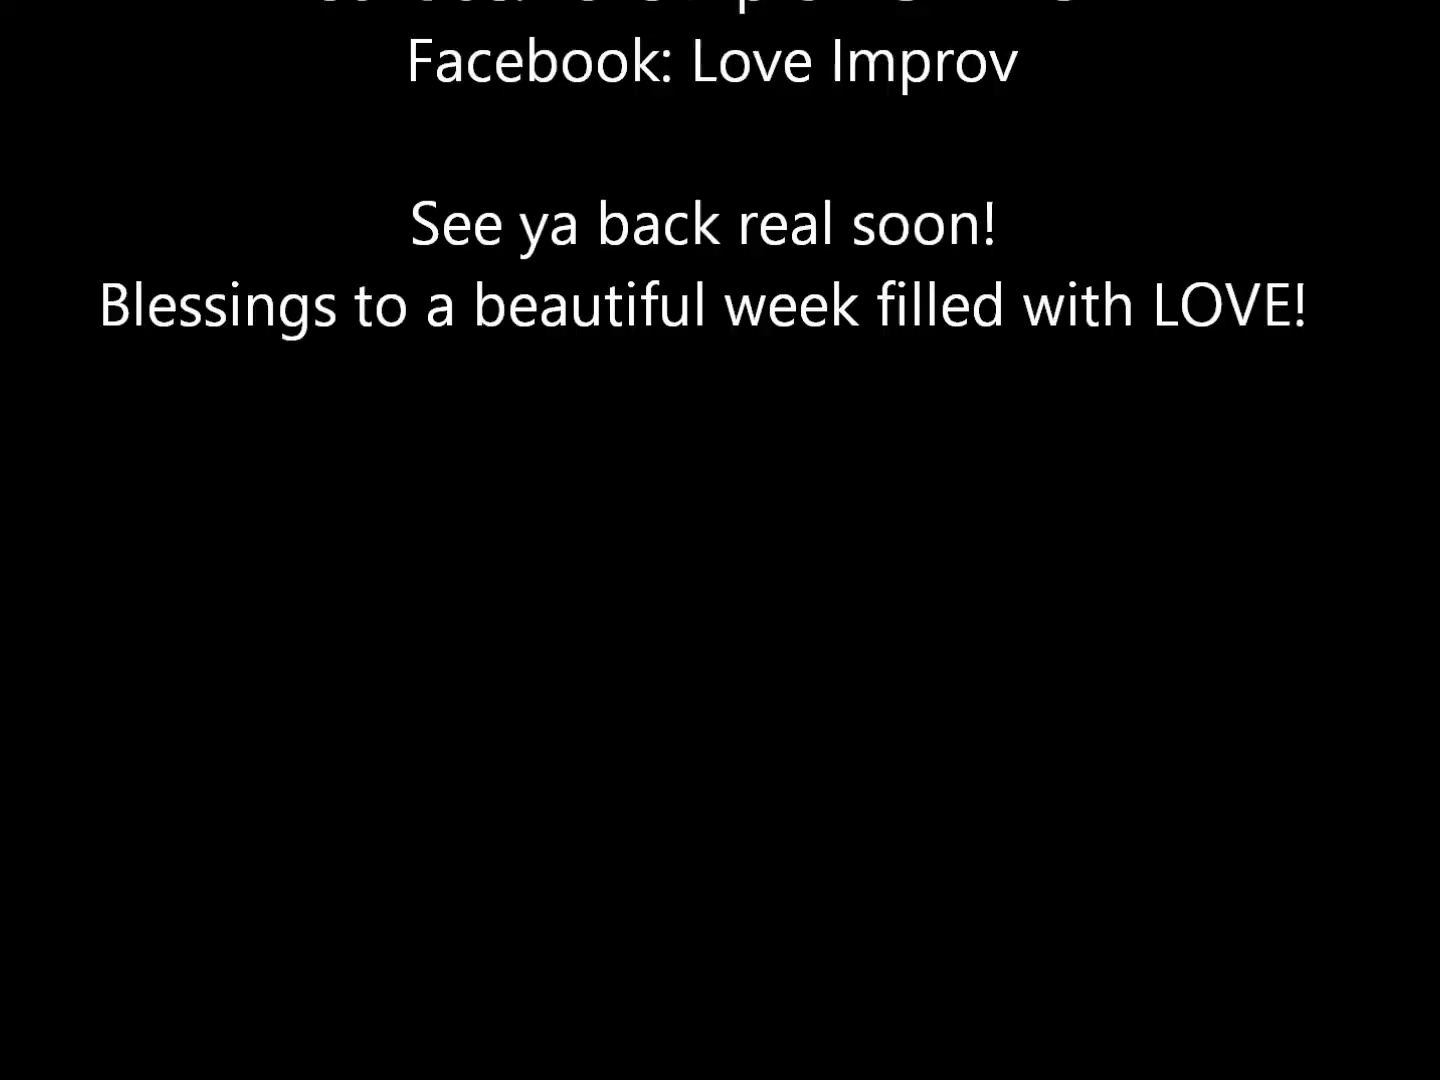 Facebook: Love Improv
See ya back real soon!
Blessings to a beautiful week filled with LOVE!